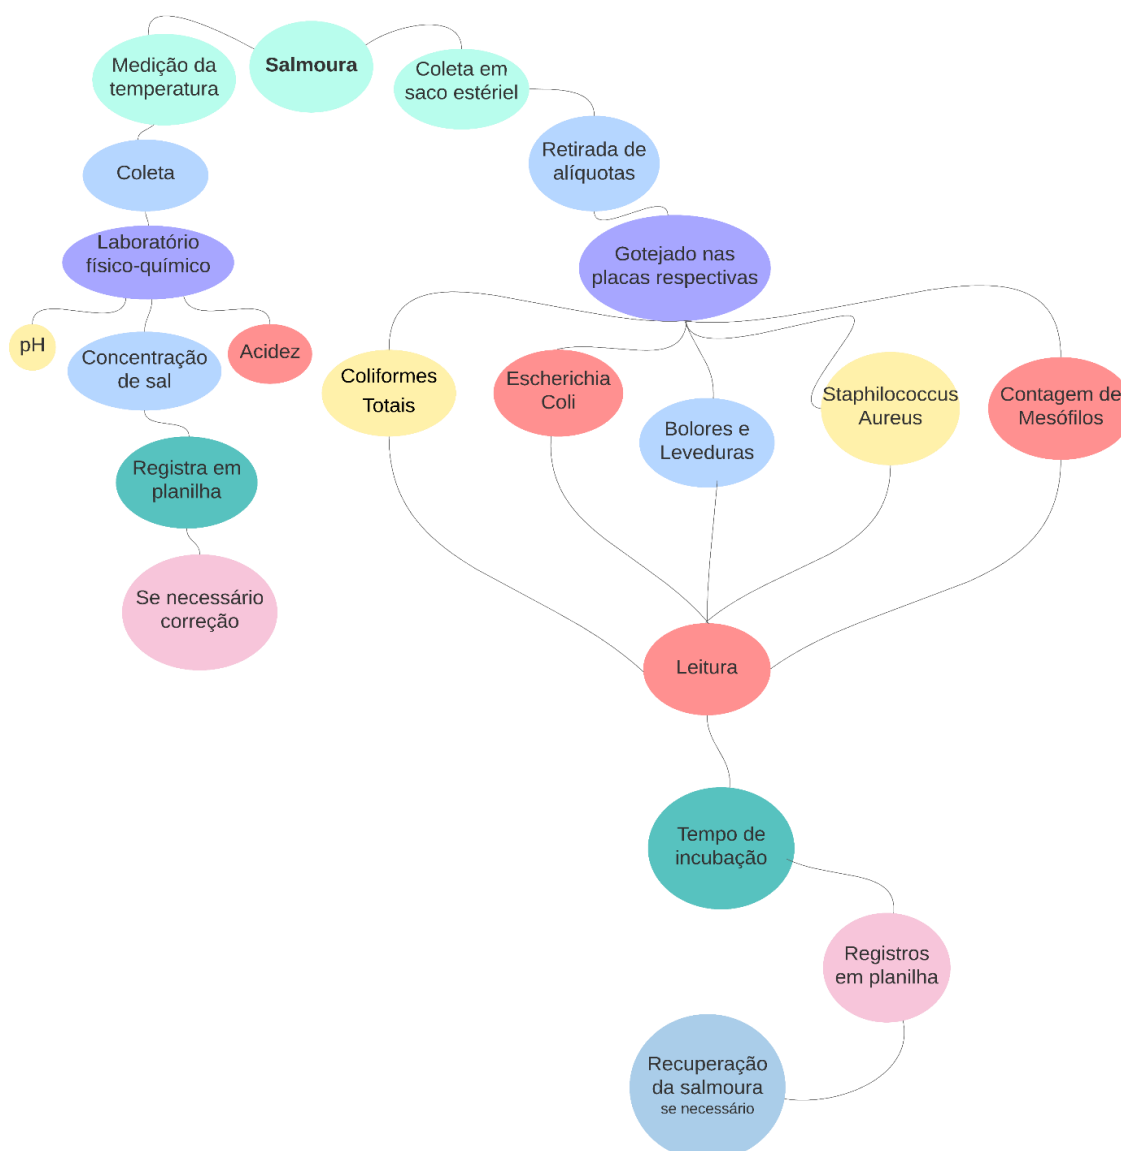 Salmoura
Medição da
temperatura
Coleta em
saco estériel
Coleta
Retirada de
alíquotas
Laboratório
físico-químico
Gotejado nas
placas respectivas
pH
Concentração
de sal
Acidez
Coliformes
Totais
Escherichia
Coli
Bolores e
Leveduras
Staphilococcus
Aureus
Contagem de
Mesófilos
Registra em
planilha
Se necessário
correção
Leitura
Tempo de
incubação
Registros
em planilha
Recuperação
da salmoura
se necessário